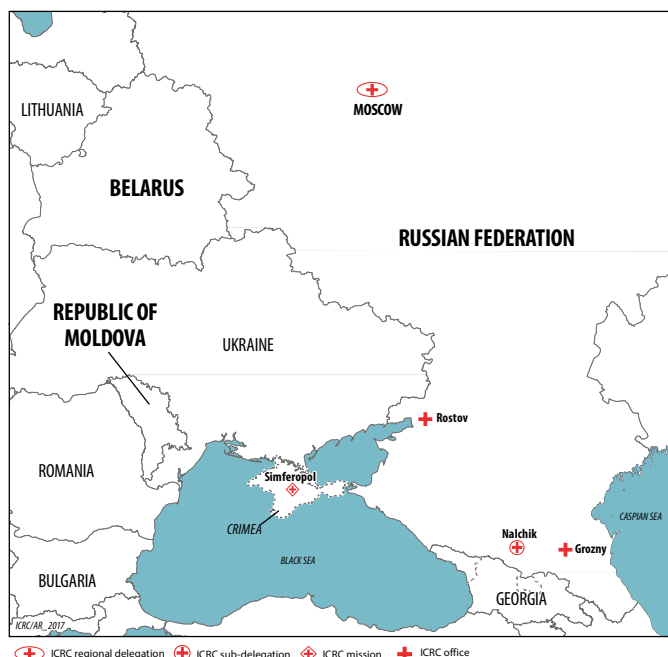 MOSCOW
LITHUANIA
BELARUS
RUSSIAN FEDERATION
REPUBLIC OF
MOLDOVA
UKRAINE
Rostov
ROMANIA
Simferopol
CRIMEA
CASPIAN SEA
Nalchik
Grozny
BLACK SEA
BULGARIA
GEORGIA
ICRC/AR_2017
ICRC regional delegation ICRC sub-delegation ICRC mission ICRC office